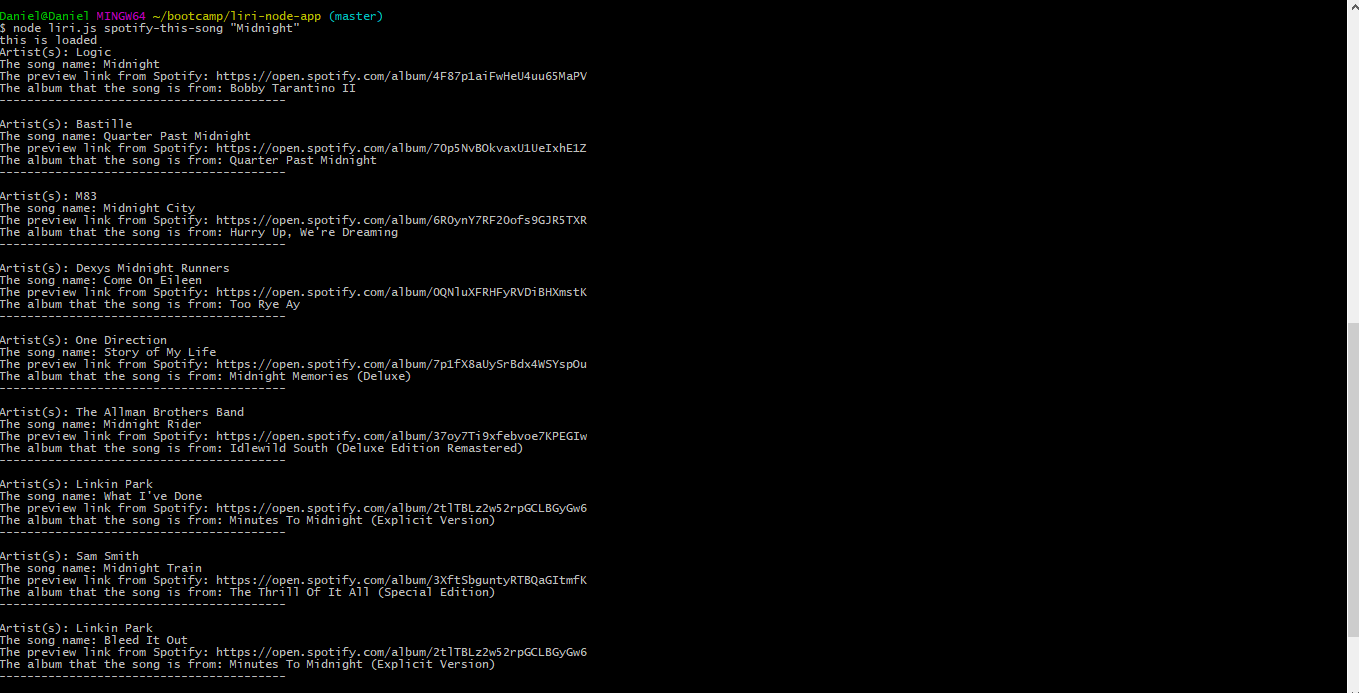 Daniel@Daniel MINGW64 ~/bootcamp/liri-node-app (master)
$ node liri.js spotify-this-song "Midnight"
this is loaded
Artist(s): Logic
The song name: Midnight
The preview link from Spotify: https://open.spotify.com/album/4F87p1aiFwHeU4uu65MaPV
The album that the song is from: Bobby Tarantino II
-----------------------------------------
Artist(s): Bastille
The song name: Quarter Past Midnight
The preview link from Spotify: https://open.spotify.com/album/7Op5NvBOkvaxU1UeIxhE1Z
The album that the song is from: Quarter Past Midnight
-----------------------------------------
Artist(s): M83
The song name: Midnight City
The preview link from Spotify: https://open.spotify.com/album/6R0ynY7RF20ofs9GJR5TXR
The album that the song is from: Hurry Up, We're Dreaming
-----------------------------------------
Artist(s): Dexys Midnight Runners
The song name: Come On Eileen
The preview link from Spotify: https://open.spotify.com/album/0QNluXFRHFyRVDiBHXmstK
The album that the song is from: Too Rye Ay
-----------------------------------------
Artist(s): One Direction
The song name: Story of My Life
The preview link from Spotify: https://open.spotify.com/album/7p1fX8aUySrBdx4WSYspOu
The album that the song is from: Midnight Memories (Deluxe)
-----------------------------------------
Artist(s): The Allman Brothers Band
The song name: Midnight Rider
The preview link from Spotify: https://open.spotify.com/album/37oy7Ti9xfebvoe7KPEGIw
The album that the song is from: Idlewild South (Deluxe Edition Remastered)
-----------------------------------------
Artist(s): Linkin Park
The song name: What I've Done
The preview link from Spotify: https://open.spotify.com/album/2tlTBLz2w52rpGCLBGyGw6
The album that the song is from: Minutes To Midnight (Explicit Version)
-----------------------------------------
Artist(s): Sam Smith
The song name: Midnight Train
The preview link from Spotify: https://open.spotify.com/album/3XftSbguntyRTBQaGItmfK
The album that the song is from: The Thrill Of It All (Special Edition)
-----------------------------------------
Artist(s): Linkin Park
The song name: Bleed It Out
The preview link from Spotify: https://open.spotify.com/album/2tlTBLz2w52rpGCLBGyGw6
The album that the song is from: Minutes To Midnight (Explicit Version)
-----------------------------------------